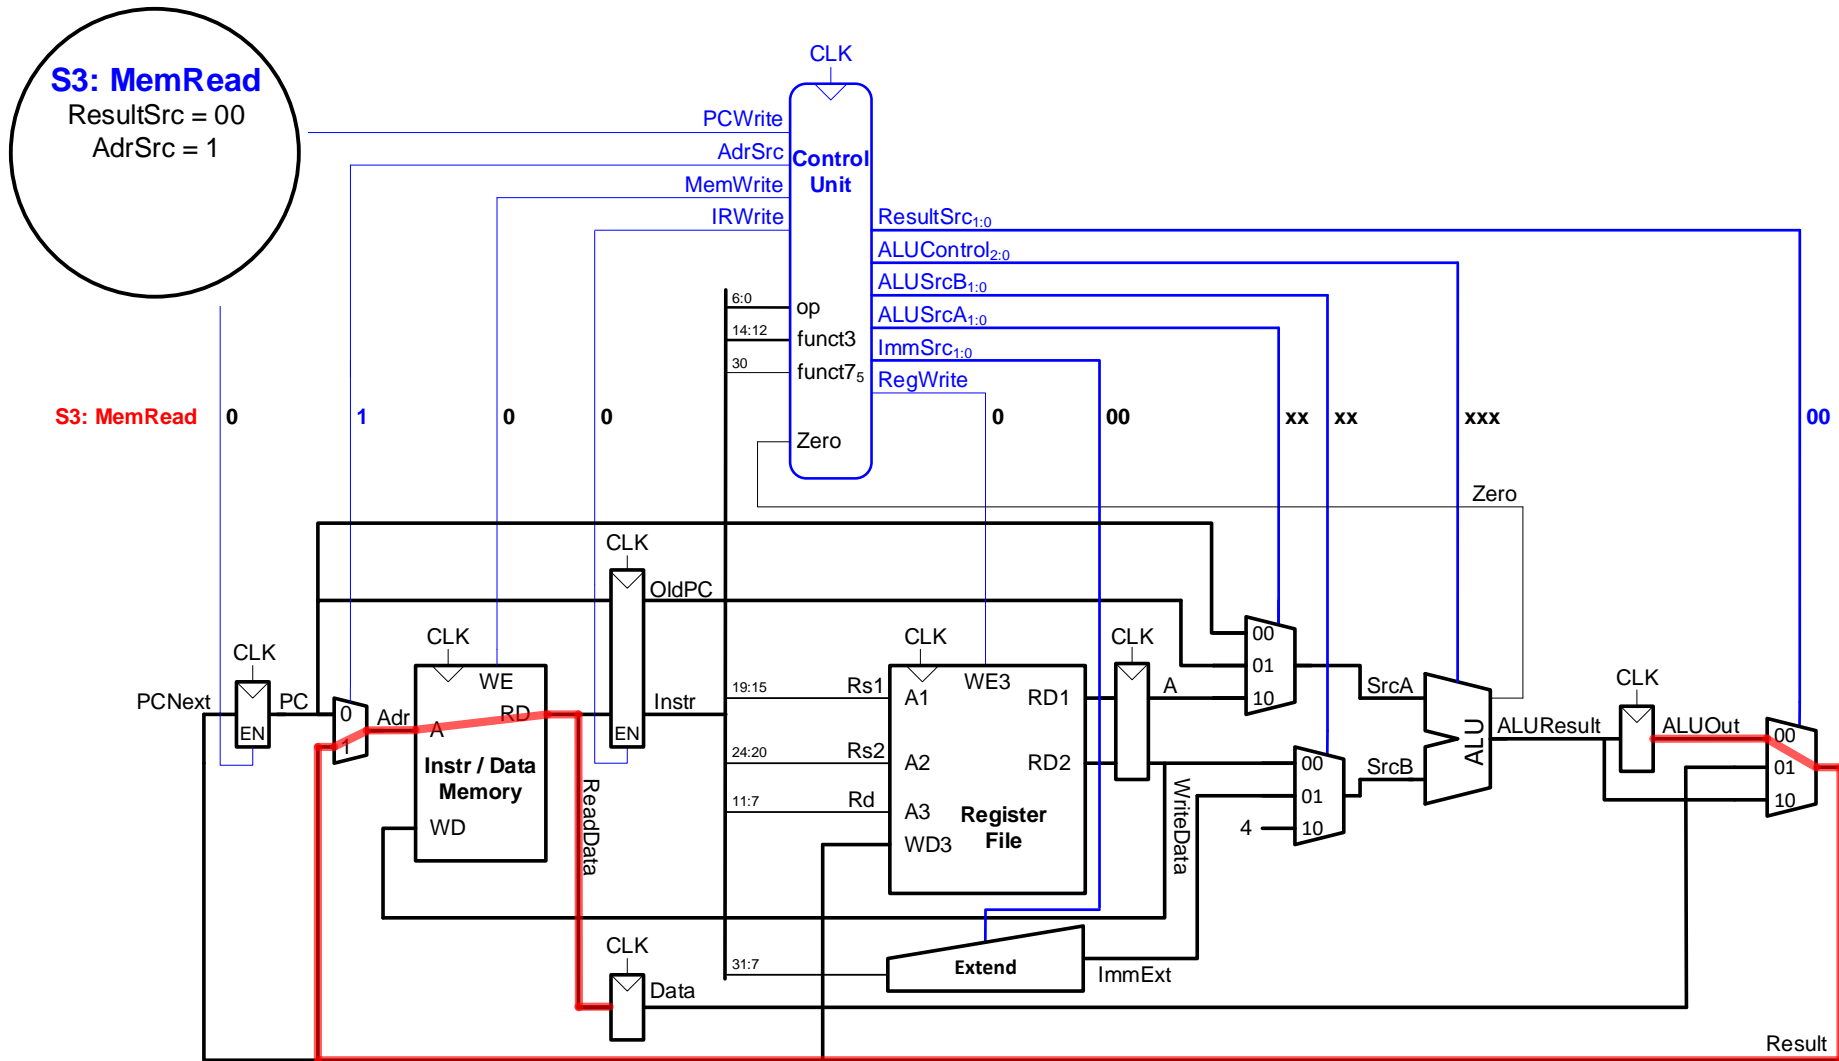 S3: MemRead
ResultSrc = 00
AdrSrc = 1
CLK
PCWrite
AdrSrc
MemWrite
IRWrite
Control
Unit
ResultSrc1:0
ALUControl2:0
ALUSrcB1:0
ALUSrcA1:0
ImmSrc1:0
RegWrite
6:0
op
14:12
funct3
30
funct75
Zero
S3: MemRead
0
1
0
0
0
00
xx
xx
xxx
00
Zero
CLK
OldPC
CLK
PCNext
EN
PC
0
1
Adr
CLK
WE
A
RD
Instr / Data
Memory
WD
EN
Instr
ReadData
CLK
Data
19:15
Rs1
24:20
Rs2
11:7
Rd
31:7
CLK
A1
WE3
RD1
A2
RD2
A3
WD3
Register
File
CLK
A
WriteData
Extend
ImmExt
00
01
10
SrcA
00
01
10
4
SrcB
ALU
ALUResult
CLK
ALUOut
00
01
10
Result